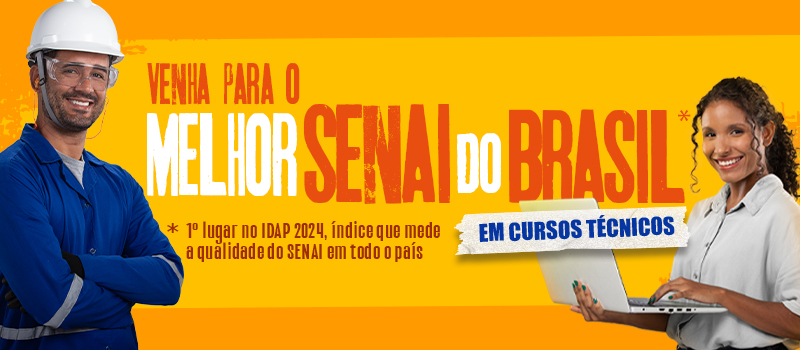 VENHA PARA O
MELHOR SENAI DO BRASIL*
EM CURSOS TÉCNICOS
* 1º lugar no IDAP 2024, índice que mede
a qualidade do SENAI em todo o país